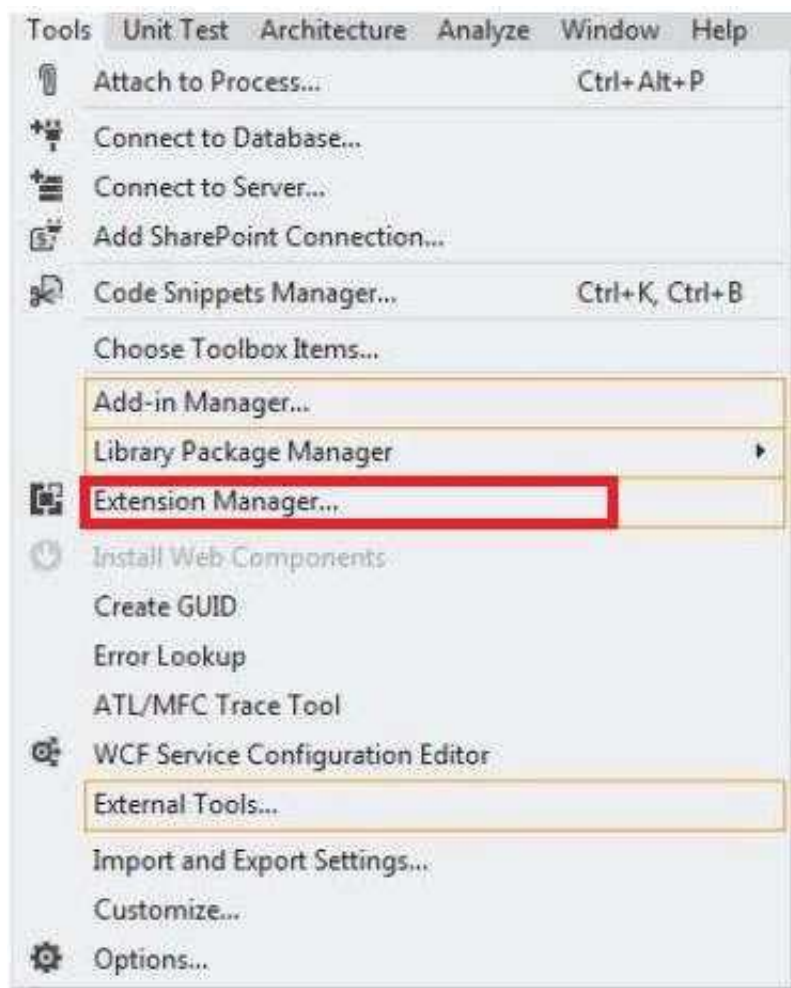 Tools Unit Test Architecture Analyze Window Help
Attach to Process... Ctrl+Alt+P
Connect to Database...
Connect to Server...
Add SharePoint Connection...
Code Snippets Manager... Ctrl+K, Ctrl+B
Choose Toolbox Items...
Add-in Manager...
Library Package Manager
Extension Manager...
Install Web Components
Create GUID
Error Lookup
ATL/MFC Trace Tool
WCF Service Configuration Editor
External Tools...
Import and Export Settings...
Customize...
Options...